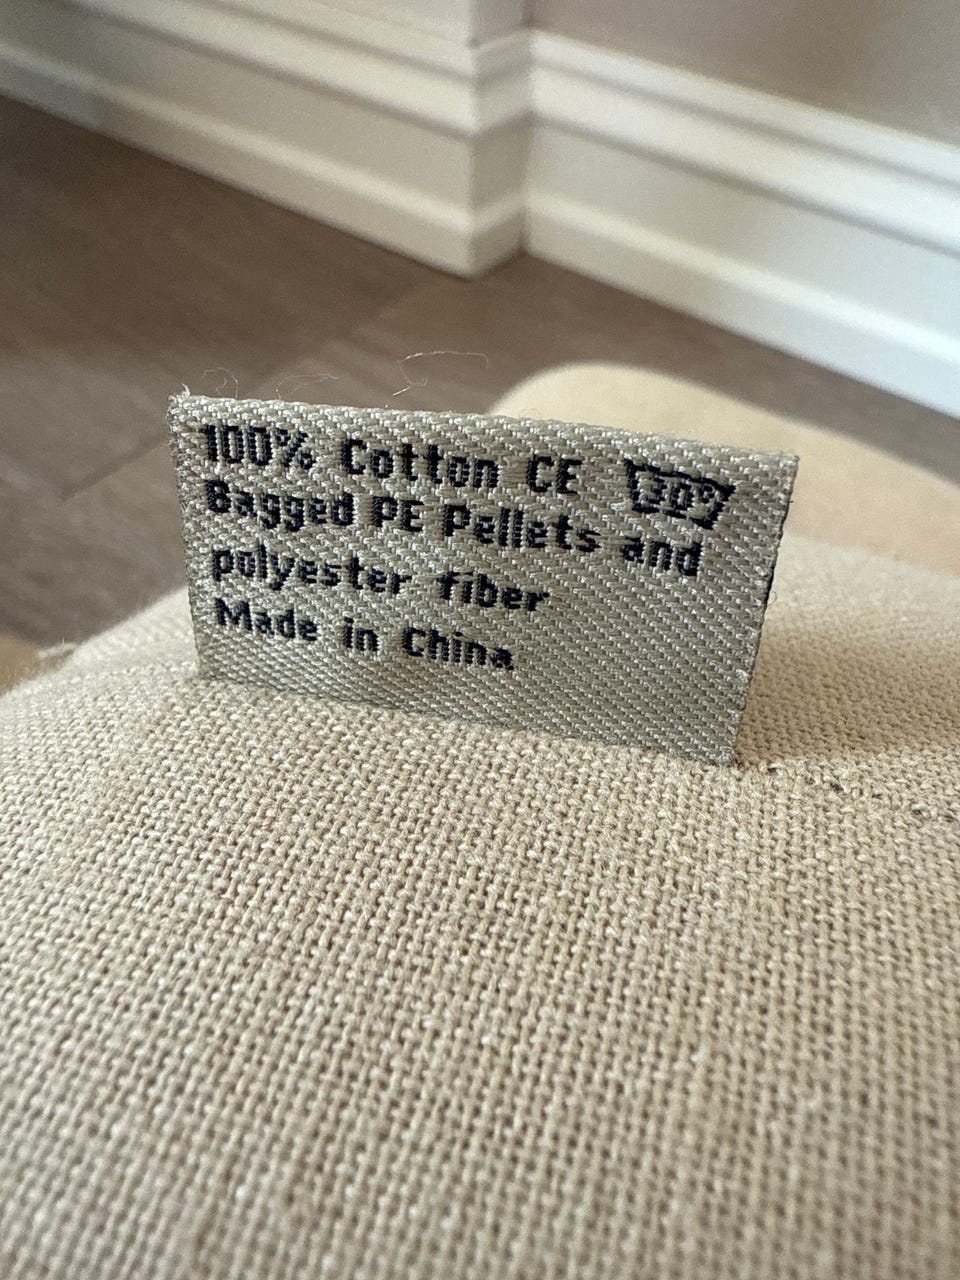 100% Cotton CE 30°
Bagged PE Pellets and
polyester fiber
Made in China